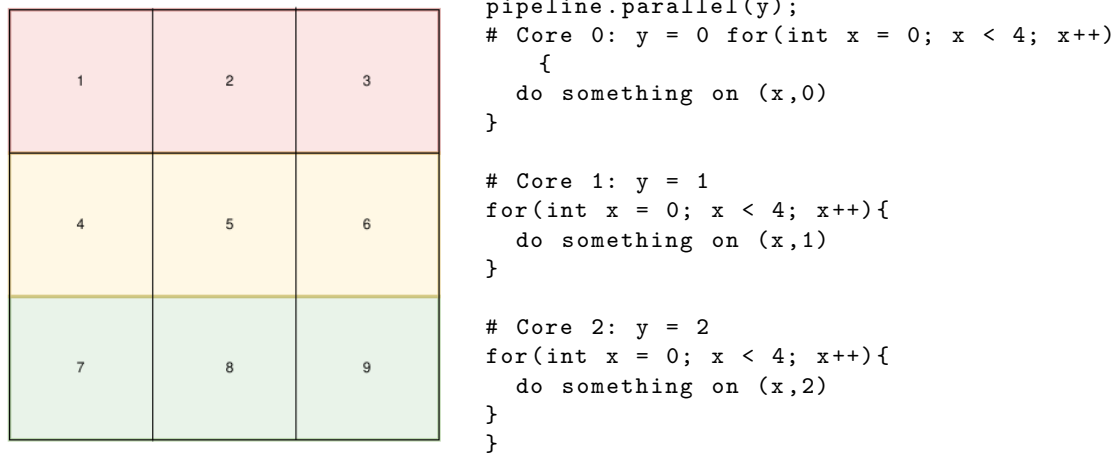 1 2 3
4 5 6
7 8 9
pipeline.parallel(y);
# Core 0: y = 0 for(int x = 0; x < 4; x++)
{
do something on (x,0)
}
# Core 1: y = 1
for(int x = 0; x < 4; x++){
do something on (x,1)
}
# Core 2: y = 2
for(int x = 0; x < 4; x++){
do something on (x,2)
}
}